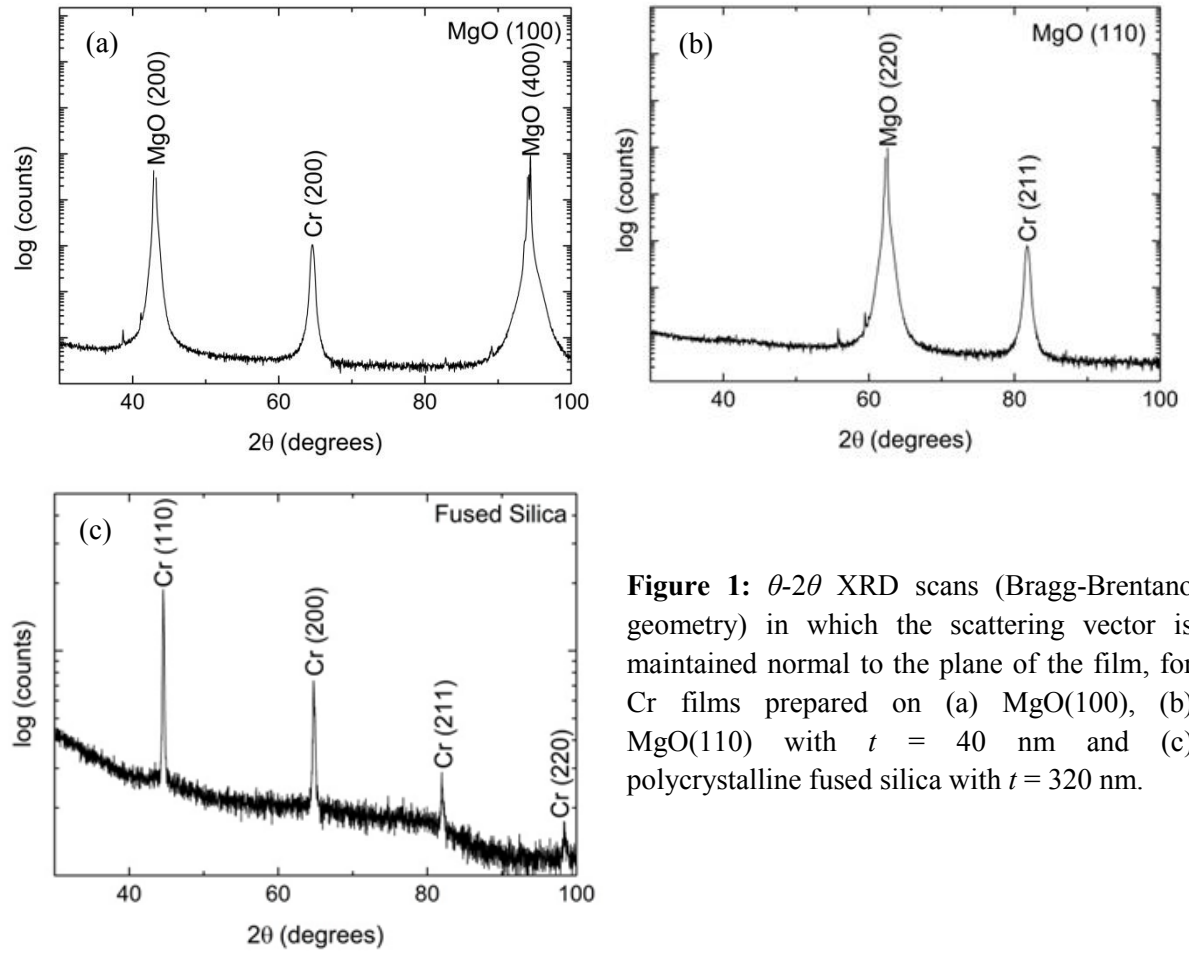 (a)
MgO (100)
MgO (200)
Cr (200)
MgO (400)
log (counts)
40 60 80 100
2θ (degrees)
(b)
MgO (110)
MgO (220)
Cr (211)
log (counts)
40 60 80 100
2θ (degrees)
(c)
Fused Silica
Cr (110)
Cr (200)
Cr (211)
Cr (220)
log (counts)
40 60 80 100
2θ (degrees)
Figure 1: θ-2θ XRD scans (Bragg-Brentano
geometry) in which the scattering vector is
maintained normal to the plane of the film, for
Cr films prepared on (a) MgO(100), (b)
MgO(110) with t = 40 nm and (c)
polycrystalline fused silica with t = 320 nm.